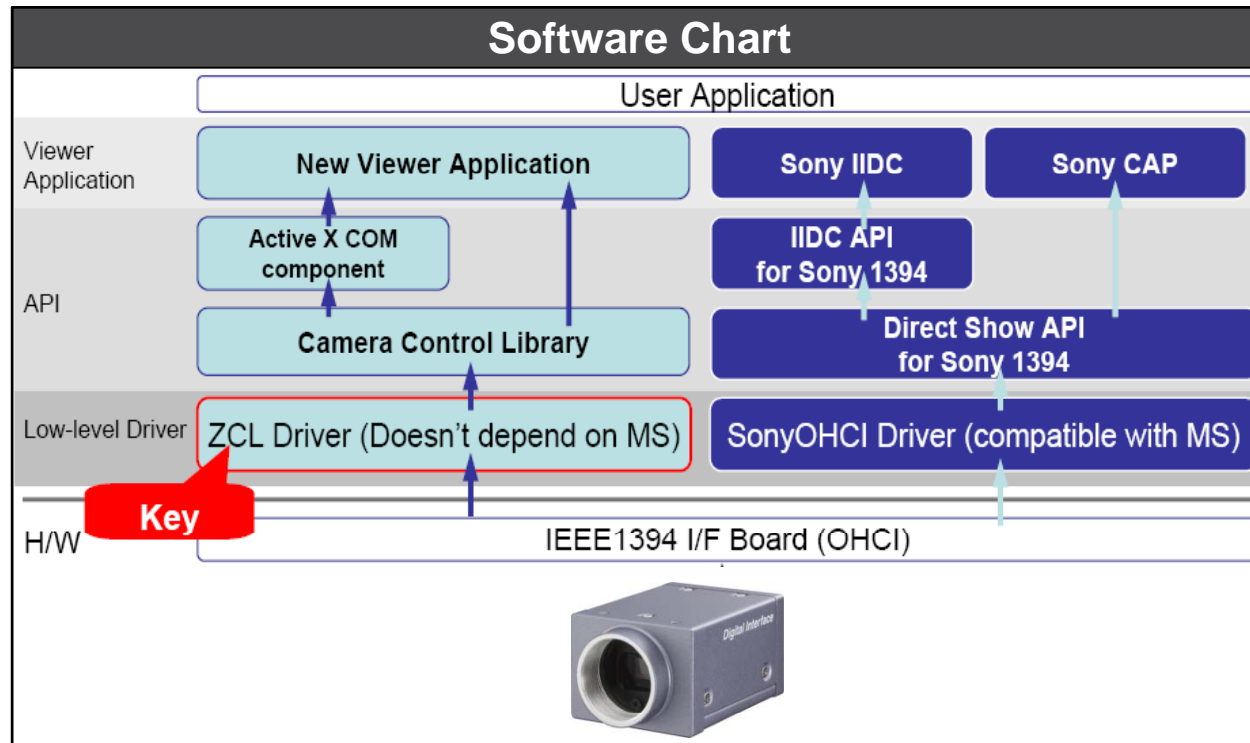 Software Chart
User Application
Viewer
Application
New Viewer Application
Sony IIDC
Sony CAP
API
Active X COM
component
IIDC API
for Sony 1394
Camera Control Library
Direct Show API
for Sony 1394
Low-level Driver
ZCL Driver (Doesn't depend on MS)
SonyOHCI Driver (compatible with MS)
Key
H/W
IEEE1394 I/F Board (OHCI)
Digital Interface